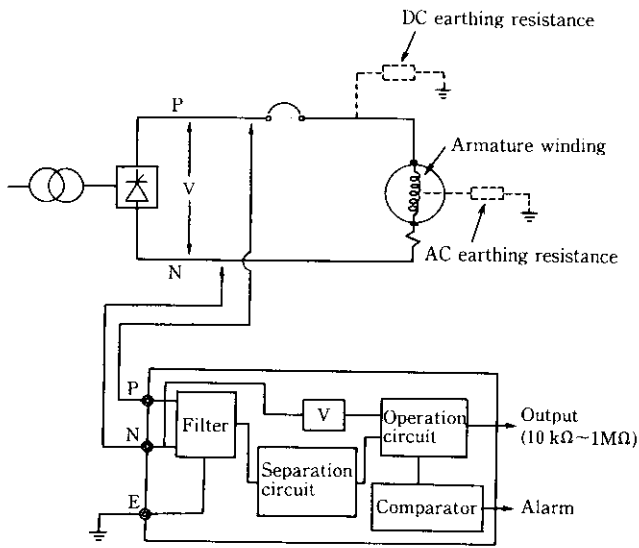 DC earthing resistance
P
Armature winding
V
N
AC earthing resistance
P
N
E
Filter
V
Operation
circuit
Separation
circuit
Comparator
Output
(10 kΩ~1MΩ)
Alarm